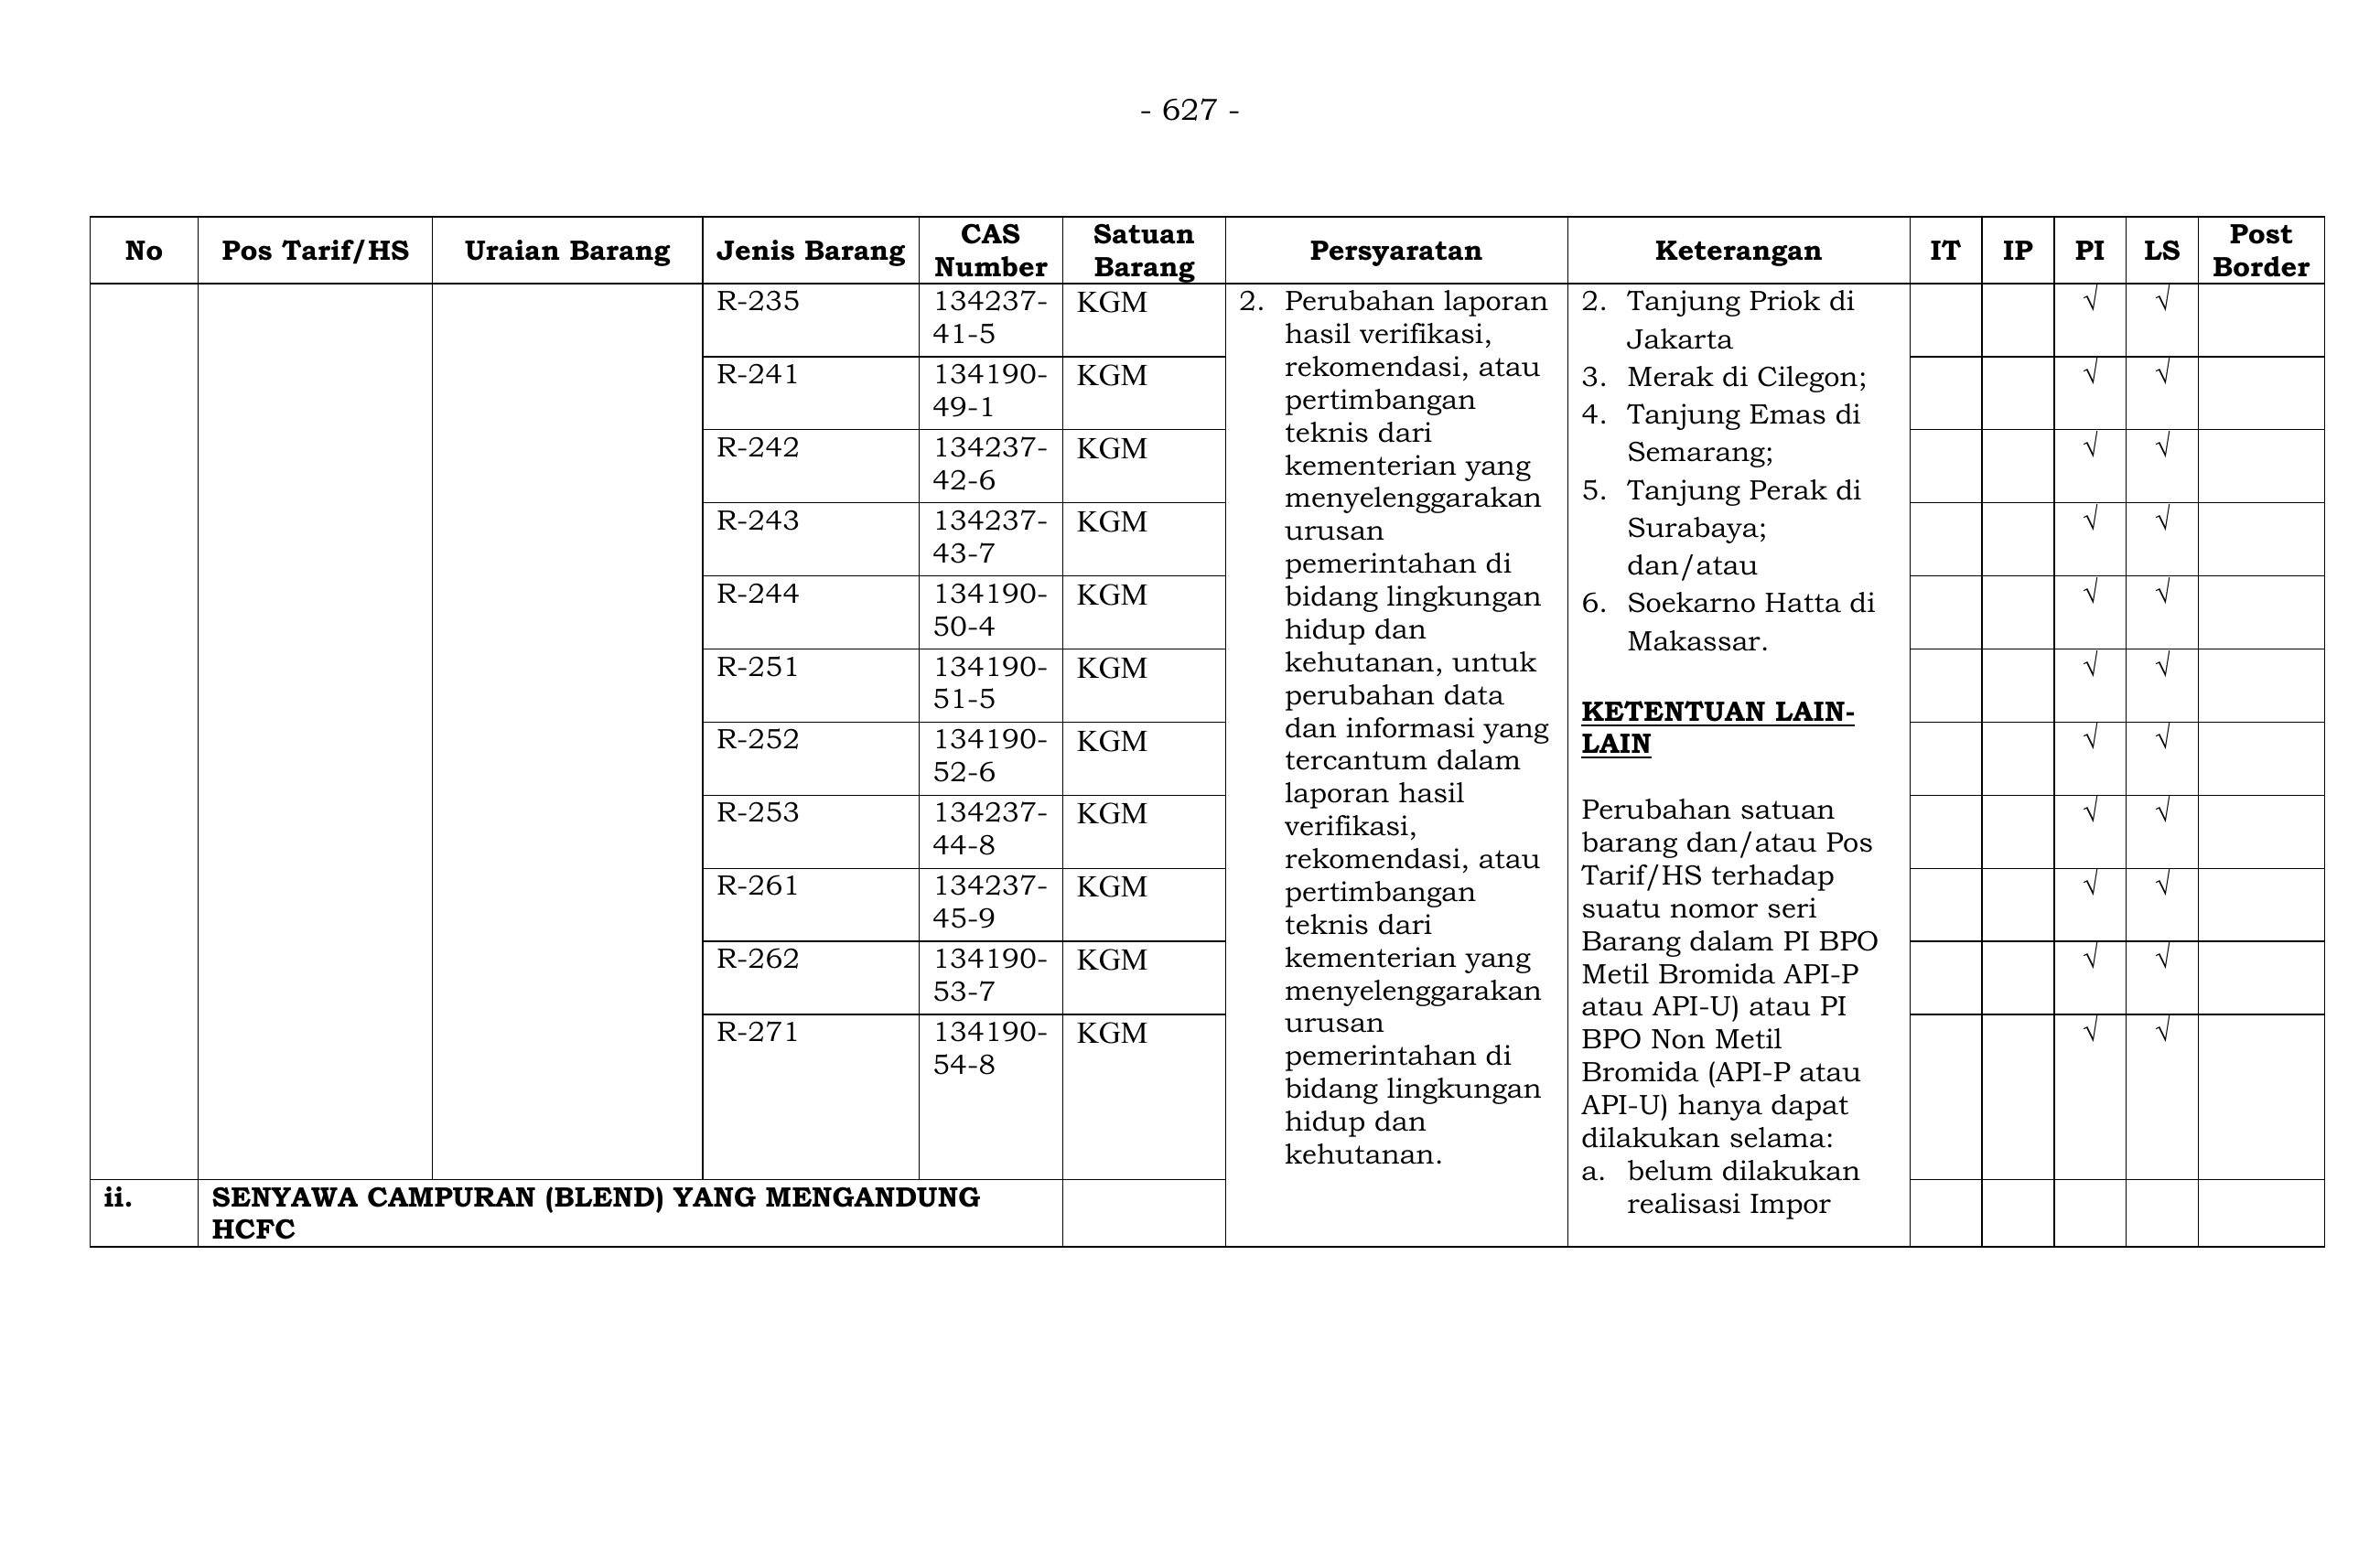 - 627 -
No Pos Tarif/HS Uraian Barang Jenis Barang CAS Number Satuan Barang Persyaratan Keterangan IT IP PI LS Post Border
R-235 134237-41-5 KGM √ √
R-241 134190-49-1 KGM √ √
R-242 134237-42-6 KGM √ √
R-243 134237-43-7 KGM √ √
R-244 134190-50-4 KGM √ √
R-251 134190-51-5 KGM √ √
R-252 134190-52-6 KGM √ √
R-253 134237-44-8 KGM √ √
R-261 134237-45-9 KGM √ √
R-262 134190-53-7 KGM √ √
R-271 134190-54-8 KGM √ √
2. Perubahan laporan
hasil verifikasi,
rekomendasi, atau
pertimbangan
teknis dari
kementerian yang
menyelenggarakan
urusan
pemerintahan di
bidang lingkungan
hidup dan
kehutanan, untuk
perubahan data
dan informasi yang
tercantum dalam
laporan hasil
verifikasi,
rekomendasi, atau
pertimbangan
teknis dari
kementerian yang
menyelenggarakan
urusan
pemerintahan di
bidang lingkungan
hidup dan
kehutanan.
2. Tanjung Priok di
Jakarta
3. Merak di Cilegon;
4. Tanjung Emas di
Semarang;
5. Tanjung Perak di
Surabaya;
dan/atau
6. Soekarno Hatta di
Makassar.
KETENTUAN LAIN-
LAIN
Perubahan satuan
barang dan/atau Pos
Tarif/HS terhadap
suatu nomor seri
Barang dalam PI BPO
Metil Bromida API-P
atau API-U) atau PI
BPO Non Metil
Bromida (API-P atau
API-U) hanya dapat
dilakukan selama:
a. belum dilakukan
realisasi Impor
ii. SENYAWA CAMPURAN (BLEND) YANG MENGANDUNG
HCFC